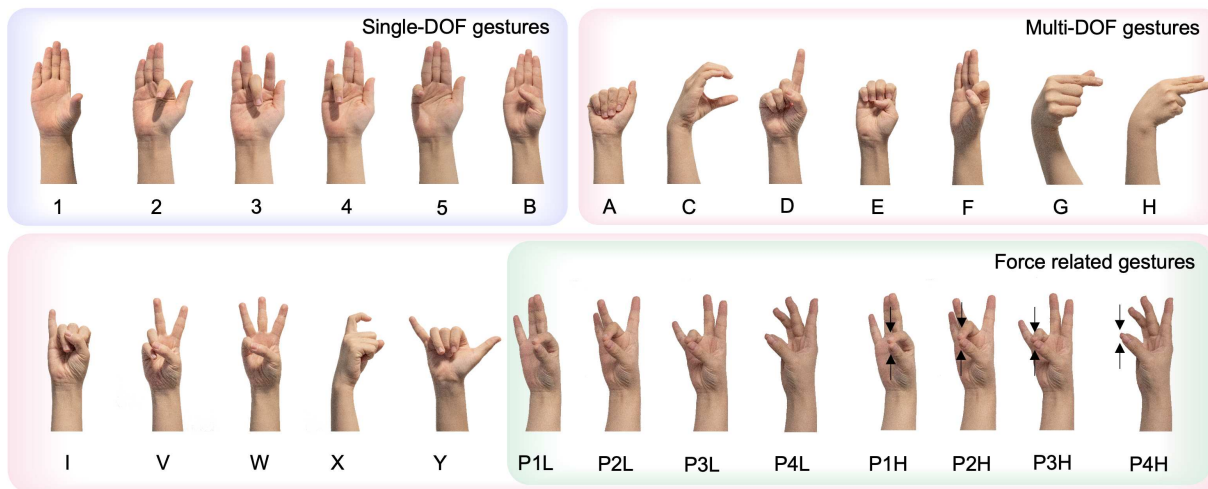 Single-DOF gestures
1 2 3 4 5 B
Multi-DOF gestures
A C D E F G H
Force related gestures
I V W X Y P1L P2L P3L P4L P1H P2H P3H P4H